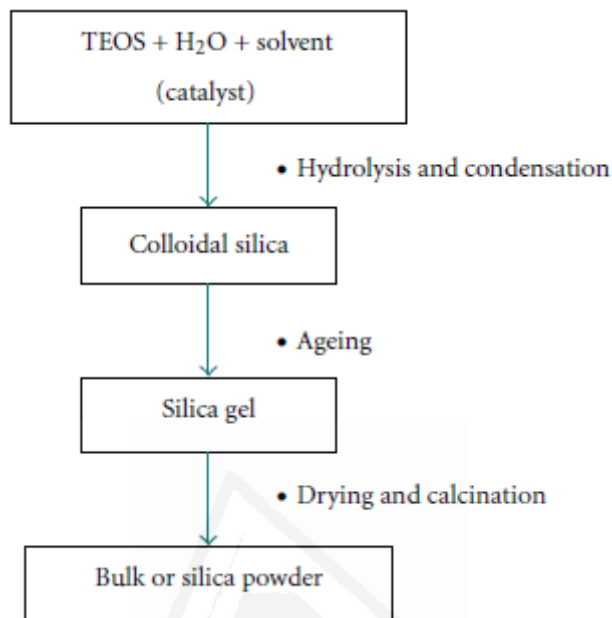 TEOS + H₂O + solvent
(catalyst)
• Hydrolysis and condensation
Colloidal silica
• Ageing
Silica gel
• Drying and calcination
Bulk or silica powder